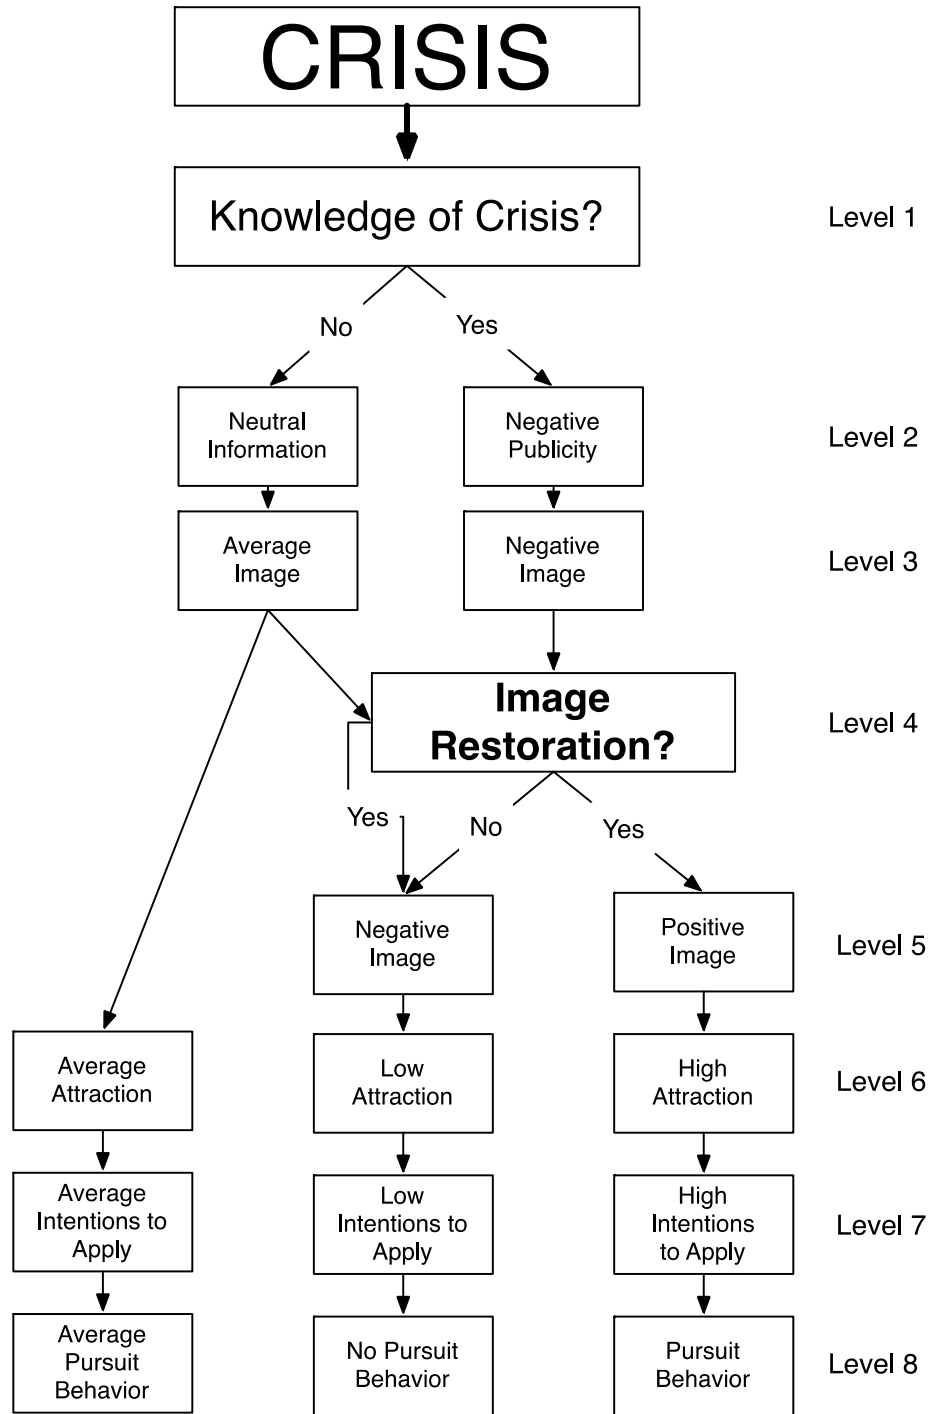 CRISIS
Knowledge of Crisis?
Level 1
No
Yes
Neutral
Information
Negative
Publicity
Level 2
Average
Image
Negative
Image
Level 3
Image
Restoration?
Level 4
Yes
No
Yes
Negative
Image
Positive
Image
Level 5
Average
Attraction
Low
Attraction
High
Attraction
Level 6
Average
Intentions to
Apply
Low
Intentions to
Apply
High
Intentions
to Apply
Level 7
Average
Pursuit
Behavior
No Pursuit
Behavior
Pursuit
Behavior
Level 8